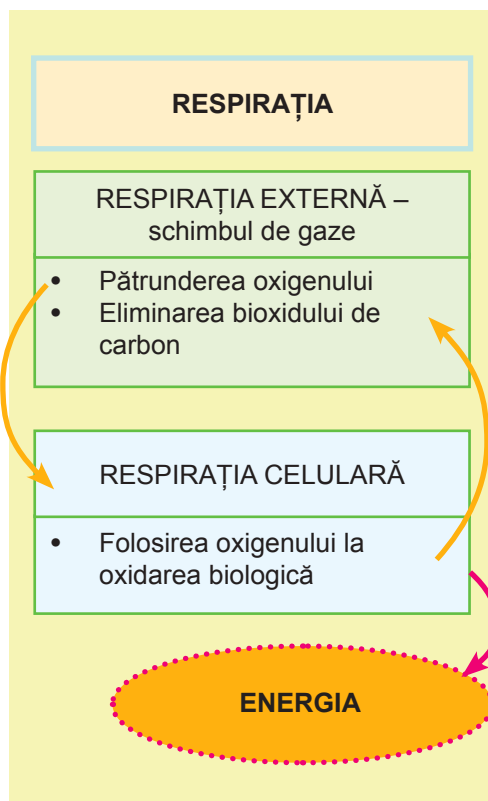 RESPIRAȚIA
RESPIRAȚIA EXTERNĂ –
schimbul de gaze
• Pătrunderea oxigenului
• Eliminarea bioxidului de
carbon
RESPIRAȚIA CELULARĂ
• Folosirea oxigenului la
oxidarea biologică
ENERGIA